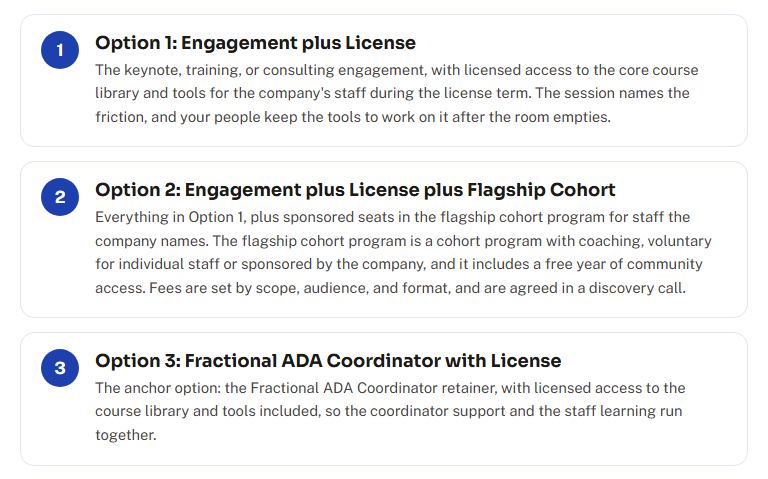 1
Option 1: Engagement plus License
The keynote, training, or consulting engagement, with licensed access to the core course
library and tools for the company's staff during the license term. The session names the
friction, and your people keep the tools to work on it after the room empties.
2
Option 2: Engagement plus License plus Flagship Cohort
Everything in Option 1, plus sponsored seats in the flagship cohort program for staff the
company names. The flagship cohort program is a cohort program with coaching, voluntary
for individual staff or sponsored by the company, and it includes a free year of community
access. Fees are set by scope, audience, and format, and are agreed in a discovery call.
3
Option 3: Fractional ADA Coordinator with License
The anchor option: the Fractional ADA Coordinator retainer, with licensed access to the
course library and tools included, so the coordinator support and the staff learning run
together.